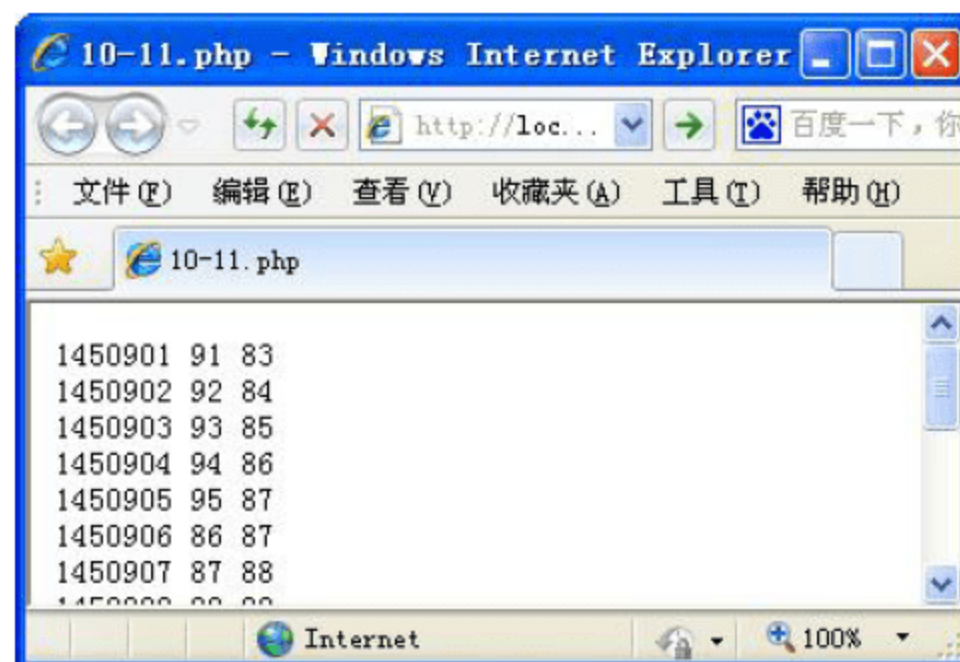 10-11.php - Windows Internet Explorer
http://loc... 百度一下，你
文件(F) 编辑(E) 查看(V) 收藏夹(A) 工具(T) 帮助(H)
10-11.php
1450901 91 83
1450902 92 84
1450903 93 85
1450904 94 86
1450905 95 87
1450906 86 87
1450907 87 88
Internet 100%